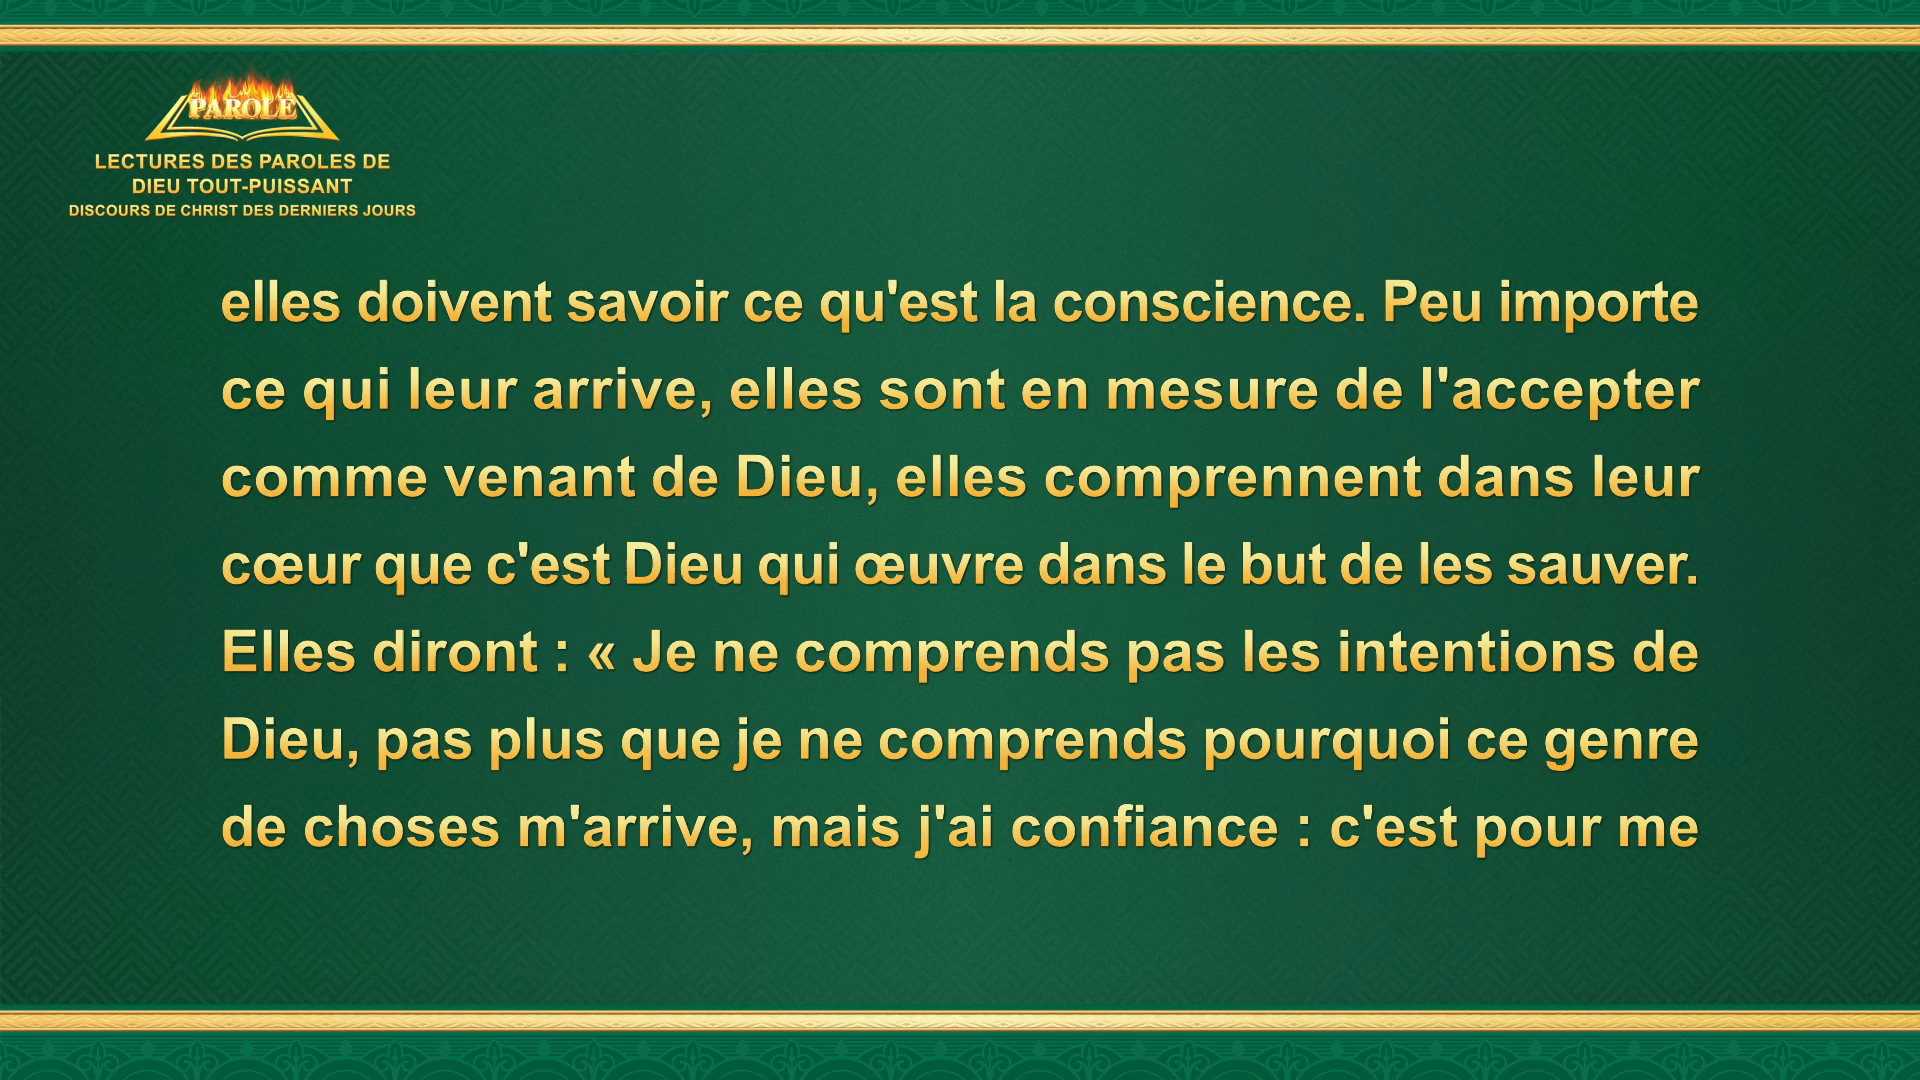 PAROLE
LECTURES DES PAROLES DE
DIEU TOUT-PUISSANT
DISCOURS DE CHRIST DES DERNIERS JOURS
elles doivent savoir ce qu'est la conscience. Peu importe
ce qui leur arrive, elles sont en mesure de l'accepter
comme venant de Dieu, elles comprennent dans leur
cœur que c'est Dieu qui œuvre dans le but de les sauver.
Elles diront : « Je ne comprends pas les intentions de
Dieu, pas plus que je ne comprends pourquoi ce genre
de choses m'arrive, mais j'ai confiance : c'est pour me